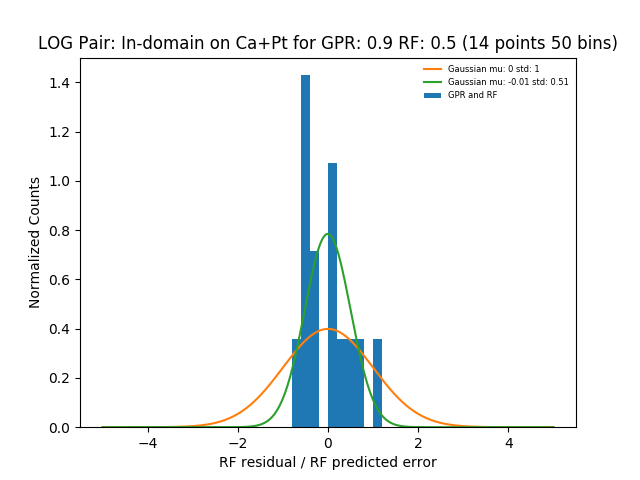 LOG Pair: In-domain on Ca+Pt for GPR: 0.9 RF: 0.5 (14 points 50 bins)
Gaussian mu: 0 std: 1
Gaussian mu: -0.01 std: 0.51
GPR and RF
Normalized Counts
1.4
1.2
1.0
0.8
0.6
0.4
0.2
0.0
−4 −2 0 2 4
RF residual / RF predicted error